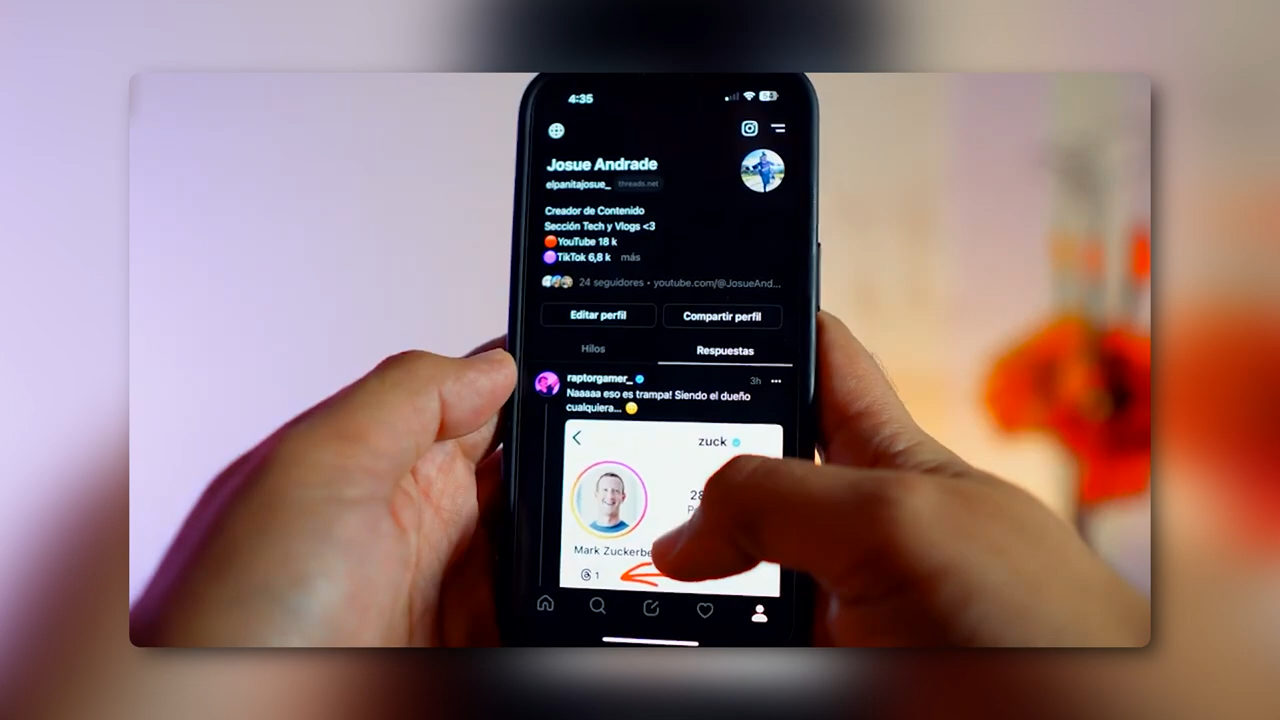 4:35
54
Josue Andrade
elpanitajosue_ threads.net
Creador de Contenido
Sección Tech y Vlogs <3
YouTube 18 k
TikTok 6,8 k más
24 seguidores • youtube.com/@JosueAnd...
Editar perfil Compartir perfil
Hilos Respuestas
raptorgamer_ 3h
Naaaaa eso es trampa! Siendo el dueño
cualquiera...
zuck
28
Mark Zuckerbe
1